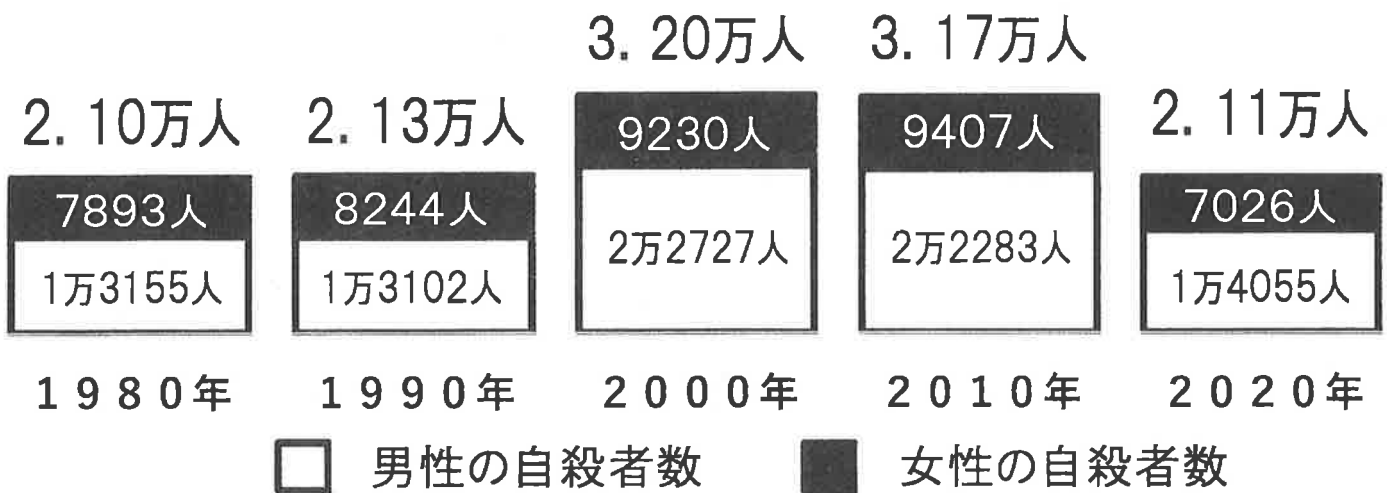 3.20万人 3.17万人
2.10万人 2.13万人 2.11万人
9230人 9407人
7893人 8244人 7026人
2万2727人 2万2283人
1万3155人 1万3102人 1万4055人
1980年 1990年 2000年 2010年 2020年
男性の自殺者数 女性の自殺者数